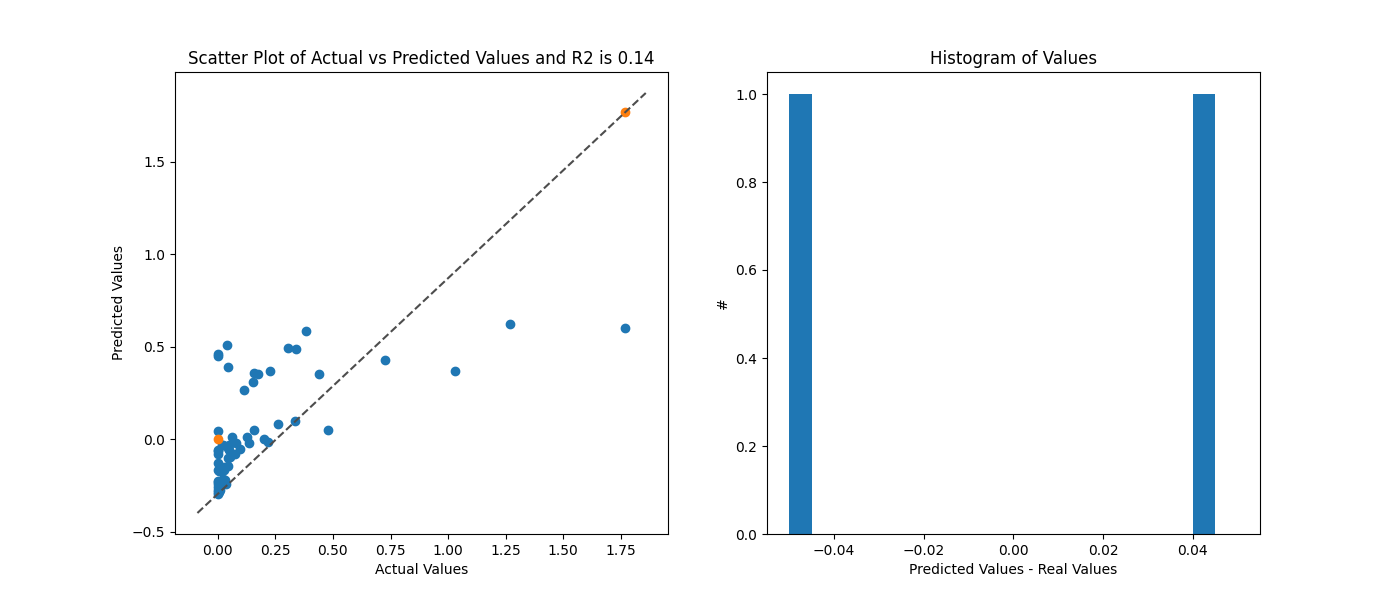 Scatter Plot of Actual vs Predicted Values and R2 is 0.14
Predicted Values
1.5
1.0
0.5
0.0
−0.5
0.00 0.25 0.50 0.75 1.00 1.25 1.50 1.75
Actual Values
Histogram of Values
#
1.0
0.8
0.6
0.4
0.2
0.0
−0.04 −0.02 0.00 0.02 0.04
Predicted Values - Real Values